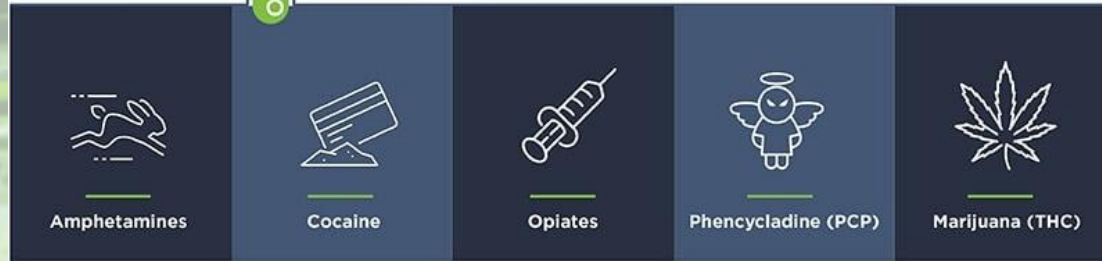 Amphetamines
Cocaine
Opiates
Phencycladine (PCP)
Marijuana (THC)